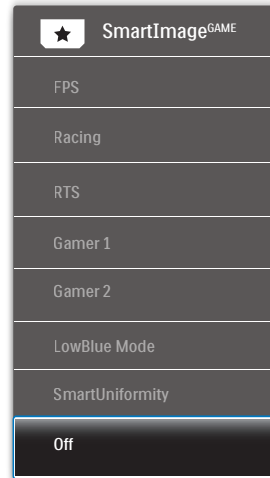 SmartImageGAME
FPS
Racing
RTS
Gamer 1
Gamer 2
LowBlue Mode
SmartUniformity
Off